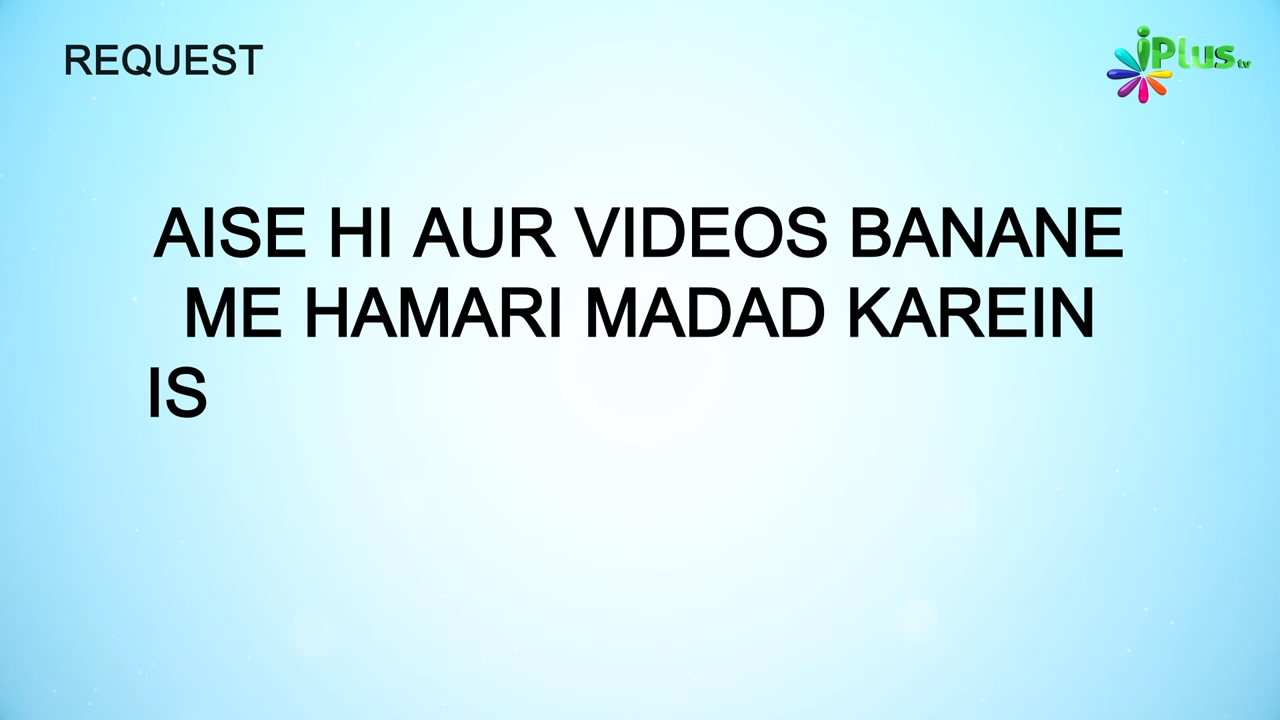 REQUEST
iPlus tv
AISE HI AUR VIDEOS BANANE
ME HAMARI MADAD KAREIN
IS